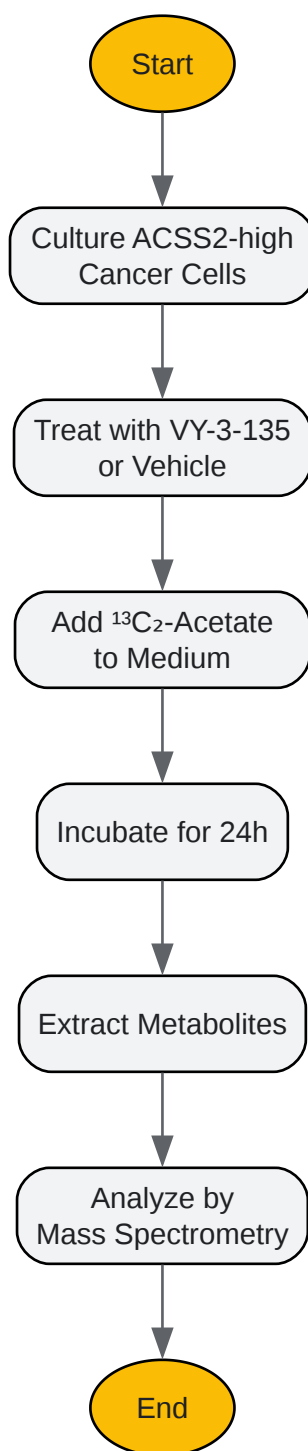 Start
Culture ACSS2-high
Cancer Cells
Treat with VY-3-135
or Vehicle
Add ¹³C₂-Acetate
to Medium
Incubate for 24h
Extract Metabolites
Analyze by
Mass Spectrometry
End